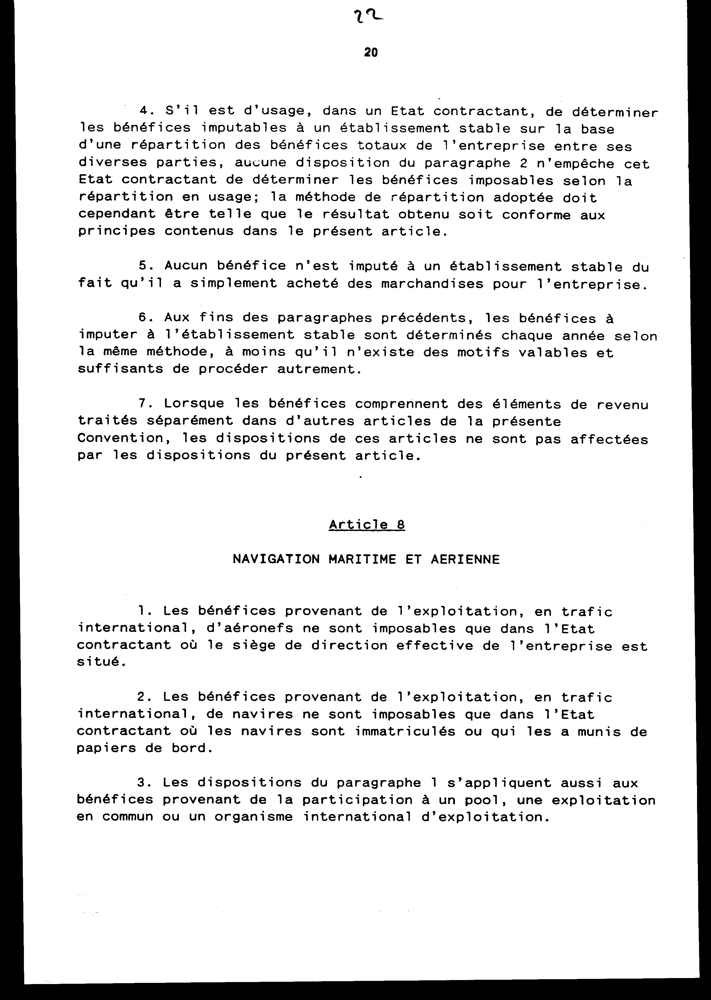 22
20
4. S'il est d'usage, dans un Etat contractant, de déterminer
les bénéfices imputables à un établissement stable sur la base
d'une répartition des bénéfices totaux de l'entreprise entre ses
diverses parties, aucune disposition du paragraphe 2 n'empêche cet
Etat contractant de déterminer les bénéfices imposables selon la
répartition en usage; la méthode de répartition adoptée doit
cependant être telle que le résultat obtenu soit conforme aux
principes contenus dans le présent article.
5. Aucun bénéfice n'est imputé à un établissement stable du
fait qu'il a simplement acheté des marchandises pour l'entreprise.
6. Aux fins des paragraphes précédents, les bénéfices à
imputer à l'établissement stable sont déterminés chaque année selon
la même méthode, à moins qu'il n'existe des motifs valables et
suffisants de procéder autrement.
7. Lorsque les bénéfices comprennent des éléments de revenu
traités séparément dans d'autres articles de la présente
Convention, les dispositions de ces articles ne sont pas affectées
par les dispositions du présent article.
Article 8
NAVIGATION MARITIME ET AERIENNE
1. Les bénéfices provenant de l'exploitation, en trafic
international, d'aéronefs ne sont imposables que dans l'Etat
contractant où le siège de direction effective de l'entreprise est
situé.
2. Les bénéfices provenant de l'exploitation, en trafic
international, de navires ne sont imposables que dans l'Etat
contractant où les navires sont immatriculés ou qui les a munis de
papiers de bord.
3. Les dispositions du paragraphe 1 s'appliquent aussi aux
bénéfices provenant de la participation à un pool, une exploitation
en commun ou un organisme international d'exploitation.